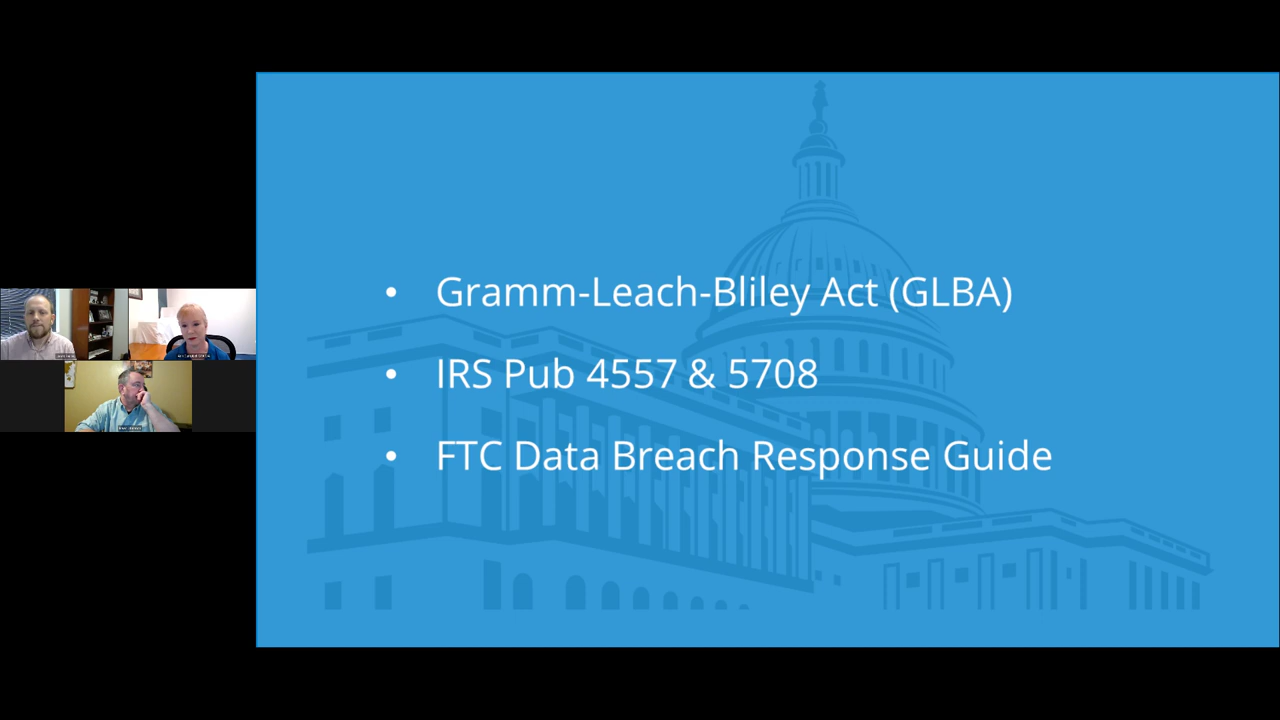 • Gramm-Leach-Bliley Act (GLBA)
• IRS Pub 4557 & 5708
• FTC Data Breach Response Guide